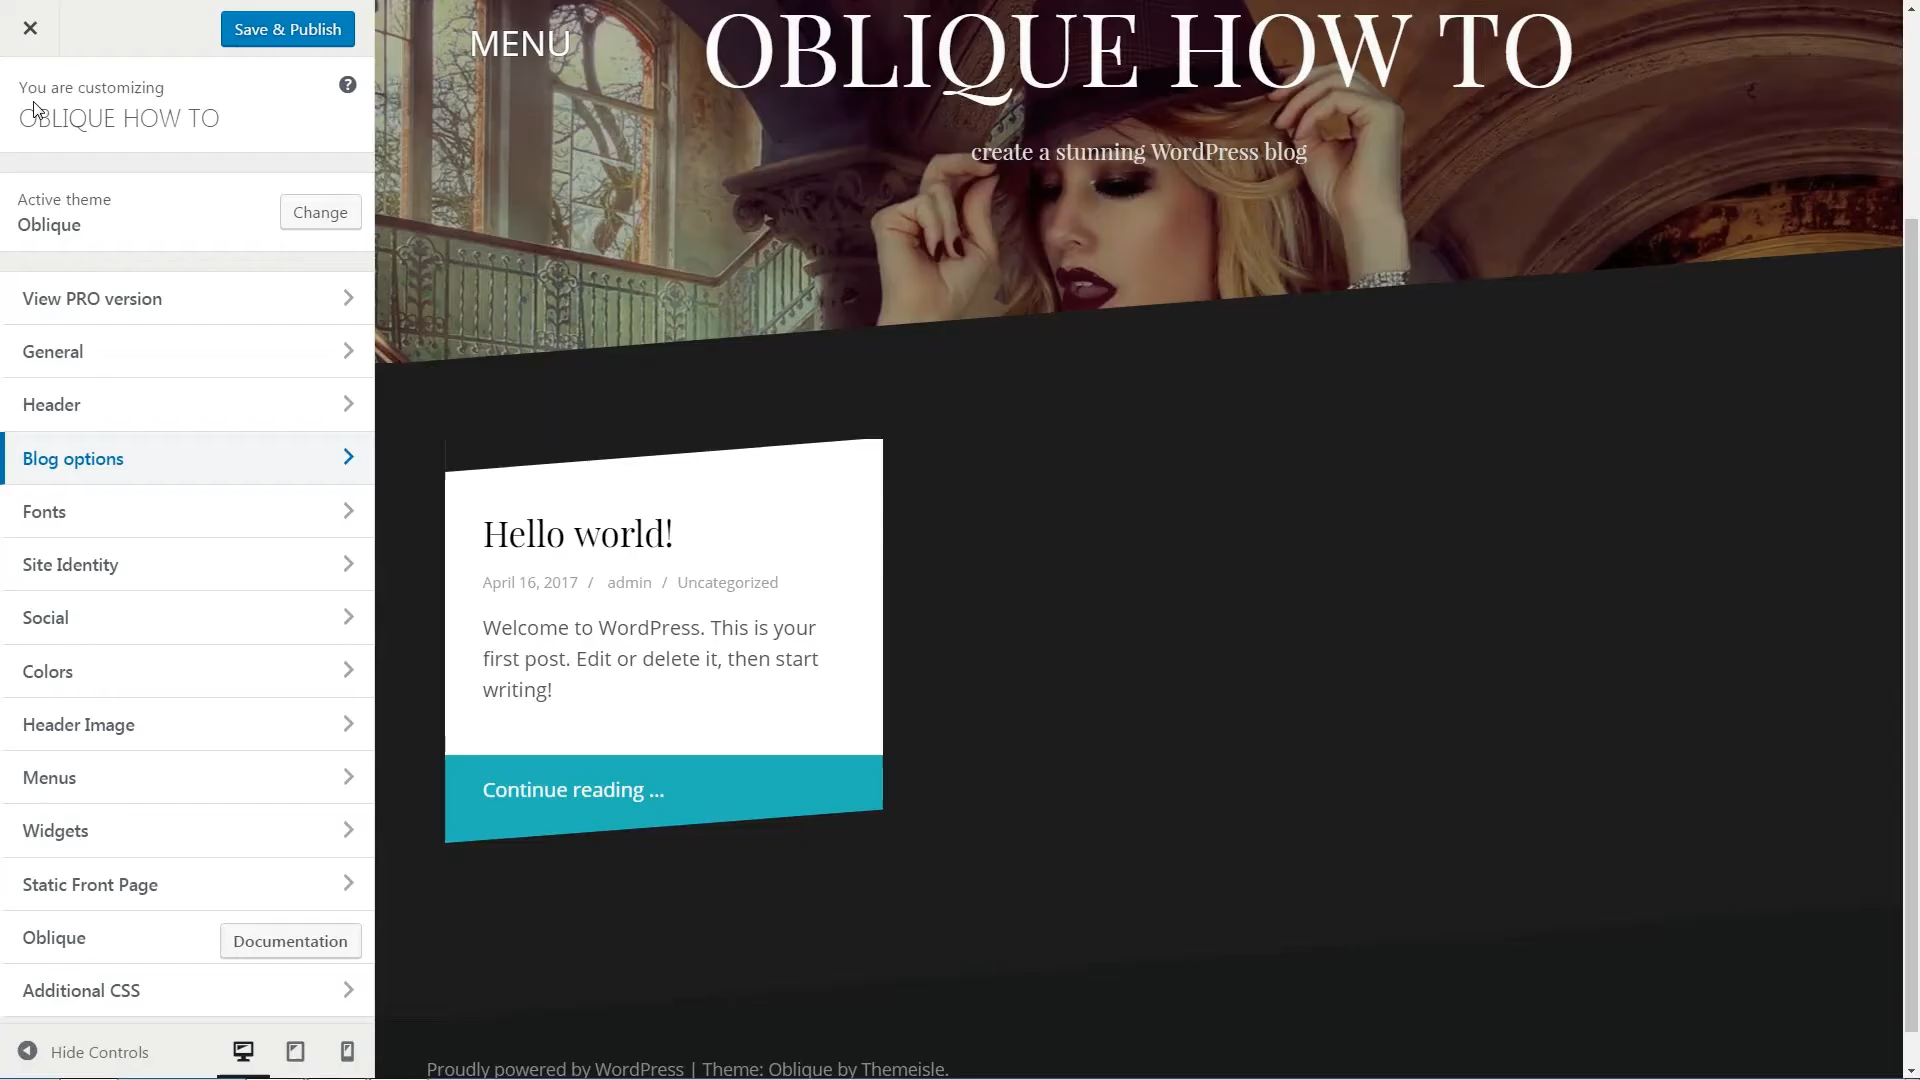 Save & Publish
You are customizing
OBLIQUE HOW TO
Active theme
Oblique
Change
View PRO version
General
Header
Blog options
Fonts
Site Identity
Social
Colors
Header Image
Menus
Widgets
Static Front Page
Oblique
Documentation
Additional CSS
Hide Controls
MENU
OBLIQUE HOW TO
create a stunning WordPress blog
Hello world!
April 16, 2017 / admin / Uncategorized
Welcome to WordPress. This is your
first post. Edit or delete it, then start
writing!
Continue reading ...
Proudly powered by WordPress | Theme: Oblique by Themeisle.